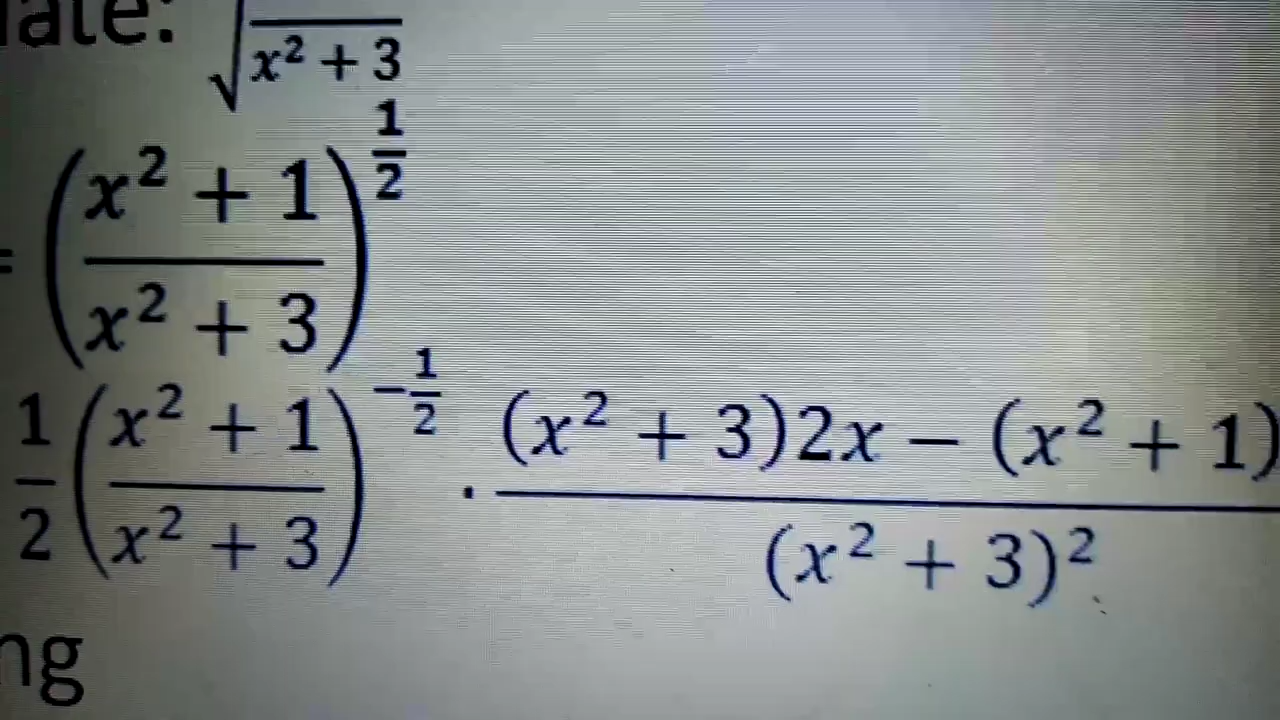 ate: √(x² + 3)
= ((x² + 1)/(x² + 3))^(1/2)
1/2 ((x² + 1)/(x² + 3))^(-1/2) · ((x² + 3)2x − (x² + 1))/((x² + 3)²)
ng